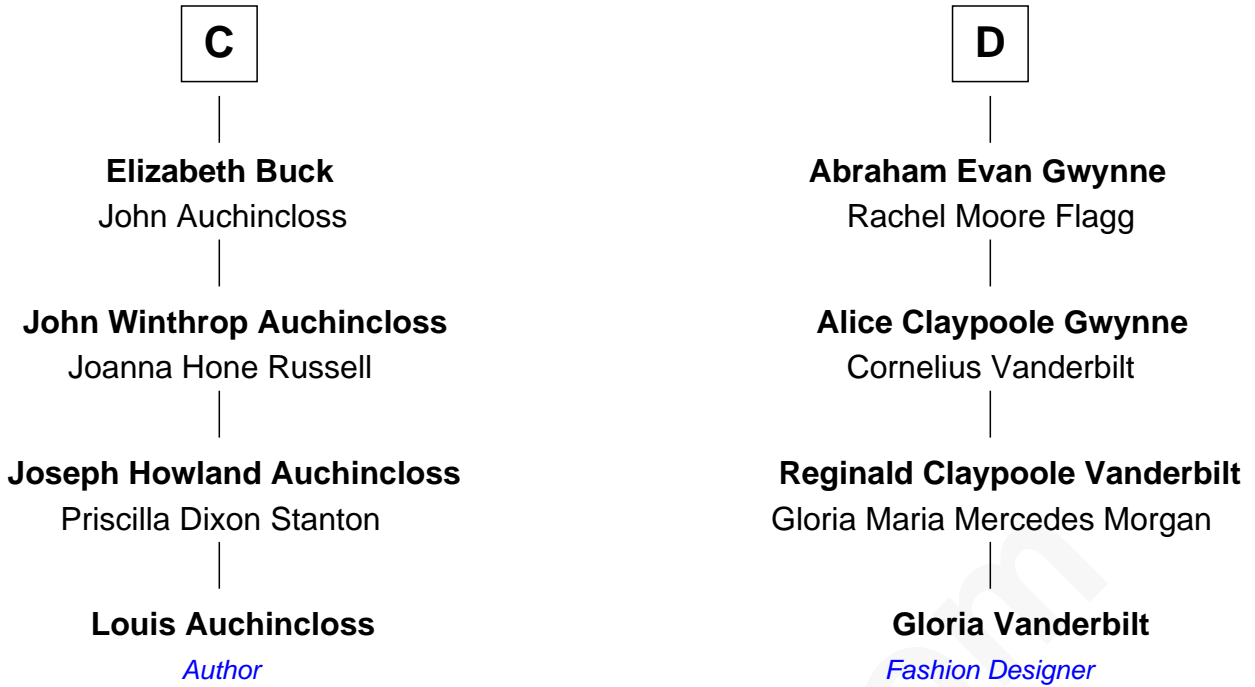 C
Elizabeth Buck
John Auchincloss
John Winthrop Auchincloss
Joanna Hone Russell
Joseph Howland Auchincloss
Priscilla Dixon Stanton
Louis Auchincloss
Author
D
Abraham Evan Gwynne
Rachel Moore Flagg
Alice Claypoole Gwynne
Cornelius Vanderbilt
Reginald Claypoole Vanderbilt
Gloria Maria Mercedes Morgan
Gloria Vanderbilt
Fashion Designer